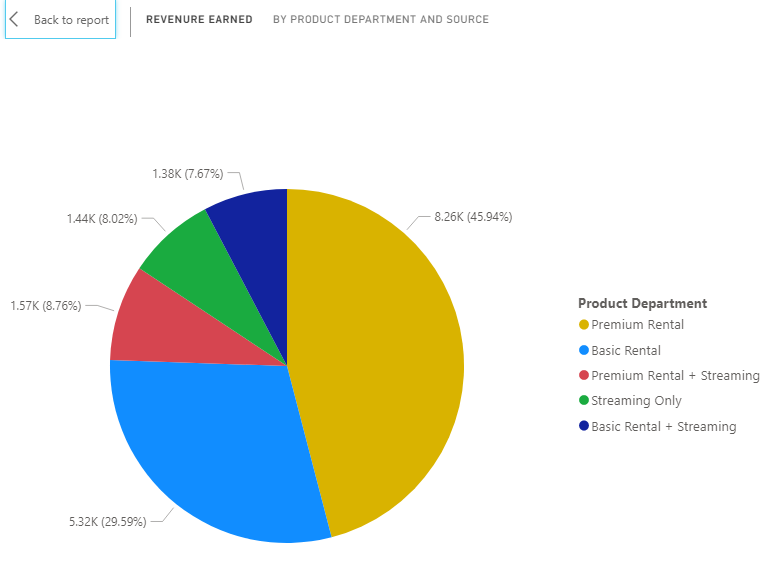 Back to report
REVENURE EARNED
BY PRODUCT DEPARTMENT AND SOURCE
1.38K (7.67%)
1.44K (8.02%)
8.26K (45.94%)
1.57K (8.76%)
5.32K (29.59%)
Product Department
Premium Rental
Basic Rental
Premium Rental + Streaming
Streaming Only
Basic Rental + Streaming